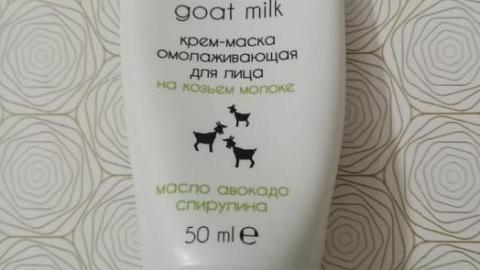 goat milk
крем-маска
омолаживающая
для лица
на козьем молоке
масло авокадо
спирулина
50 ml e